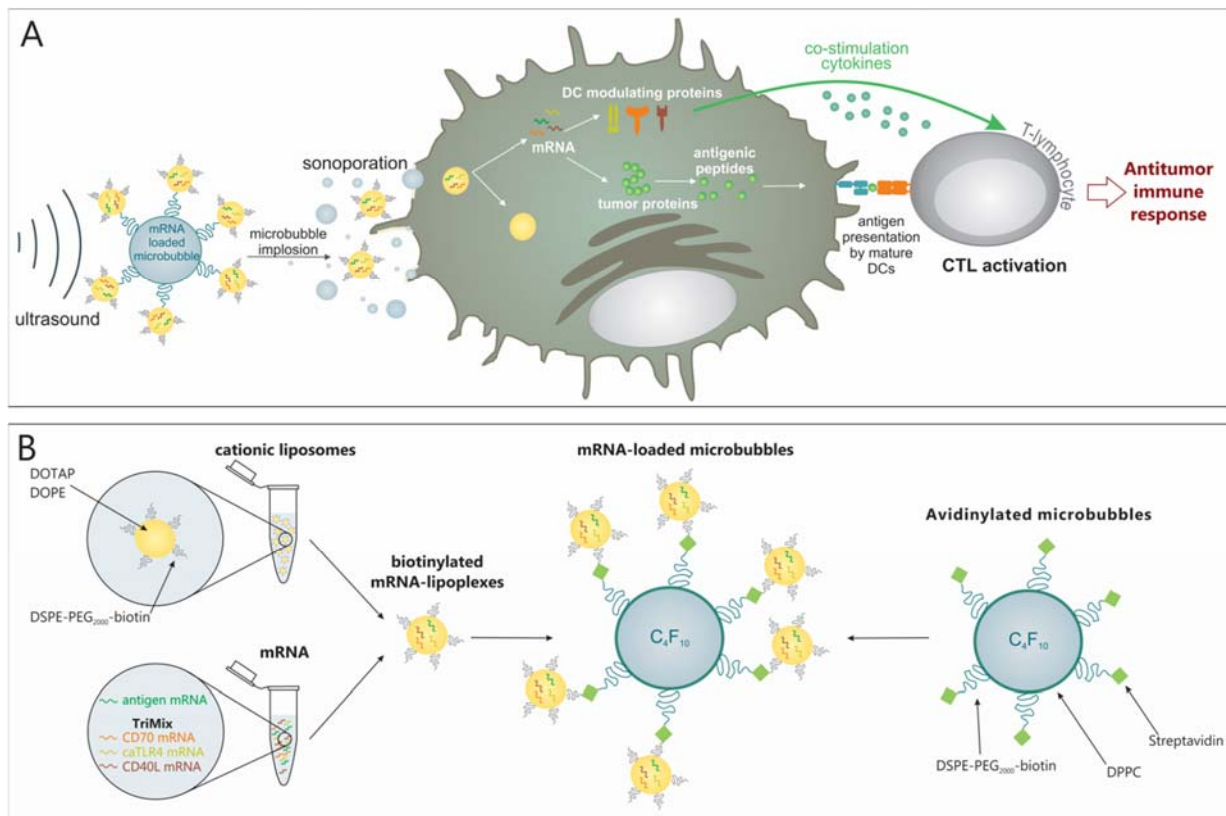 A
co-stimulation
cytokines
DC modulating proteins
T-lymphocyte
mRNA
antigenic
peptides
sonoporation
tumor proteins
Antitumor
immune
response
mRNA
loaded
microbubble
microbubble
implosion
antigen
presentation
by mature
DCs
CTL activation
ultrasound
B
cationic liposomes
mRNA-loaded microbubbles
DOTAP
DOPE
Avidinylated microbubbles
biotinylated
mRNA-lipoplexes
DSPE-PEG₂₀₀₀-biotin
C₄F₁₀
C₄F₁₀
mRNA
antigen mRNA
TriMix
CD70 mRNA
caTLR4 mRNA
CD40L mRNA
Streptavidin
DSPE-PEG₂₀₀₀-biotin
DPPC